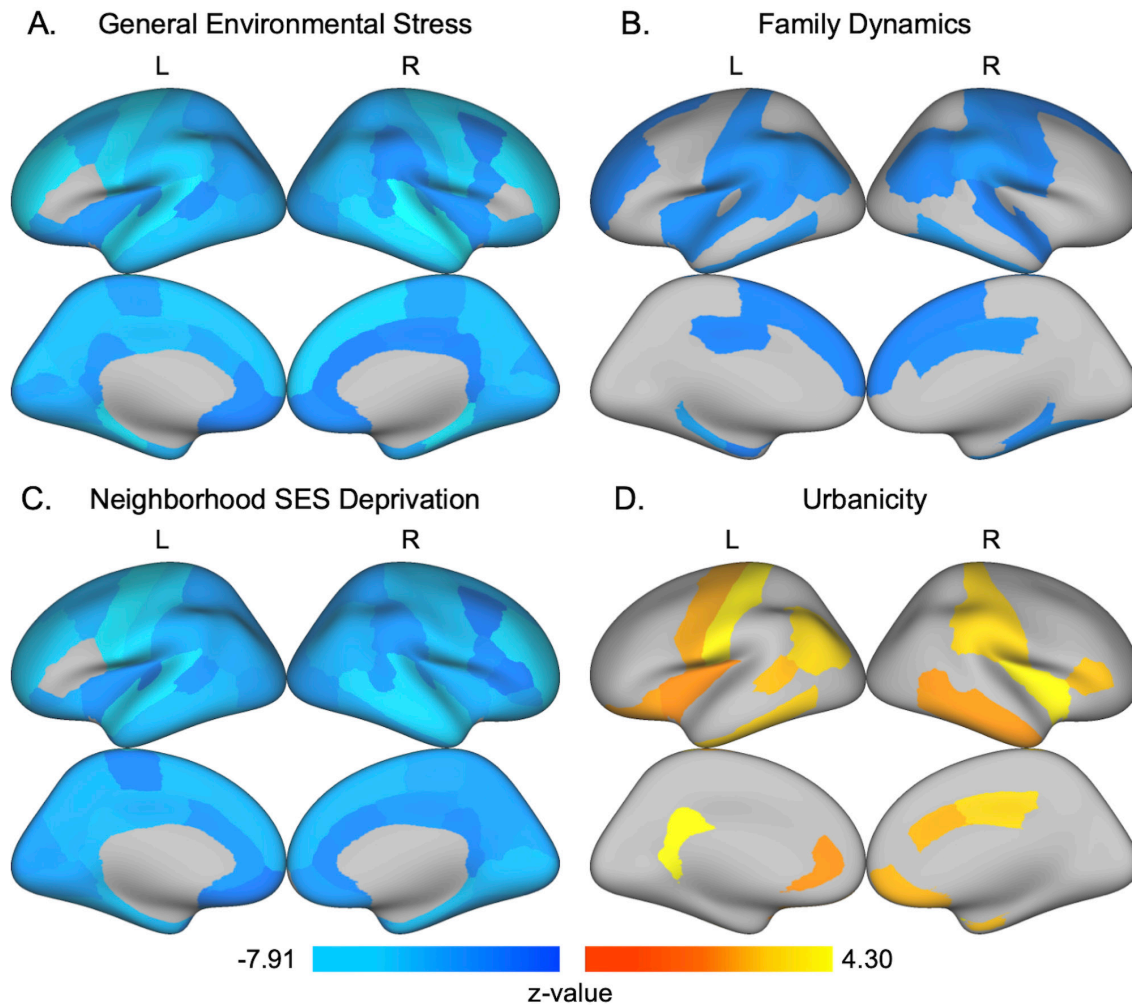 A. General Environmental Stress
B. Family Dynamics
L R
L R
C. Neighborhood SES Deprivation
D. Urbanicity
L R
L R
-7.91 4.30
z-value